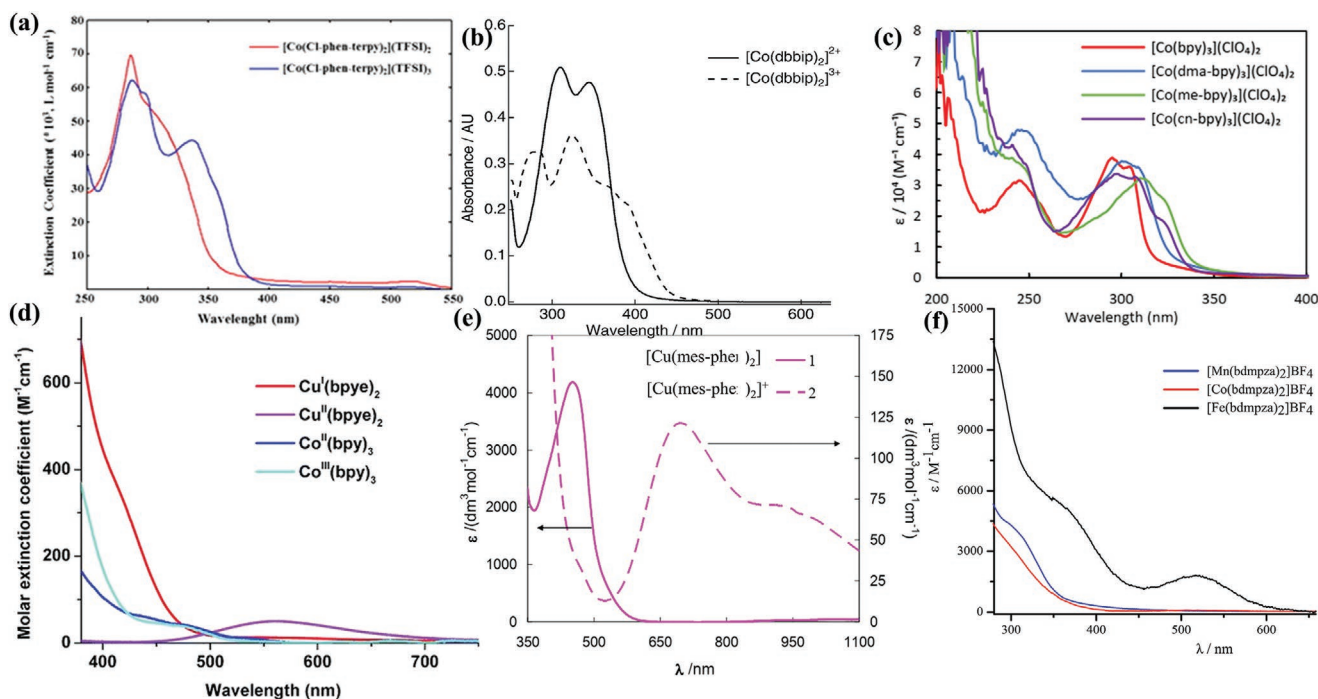 (a)
[Co(Cl-phen-terpy)₂](TFSI)₂
[Co(Cl-phen-terpy)₂](TFSI)₃
Extinction Coefficient (*10³, L mol⁻¹ cm⁻¹)
80
70
60
50
40
30
20
10
250 300 350 400 450 500 550
Wavelenght (nm)
(b)
[Co(dbbip)₂]²⁺
[Co(dbbip)₂]³⁺
Absorbance / AU
0.6
0.5
0.4
0.3
0.2
0.1
0.0
300 400 500 600
Wavelength / nm
(c)
[Co(bpy)₃](ClO₄)₂
[Co(dma-bpy)₃](ClO₄)₂
[Co(me-bpy)₃](ClO₄)₂
[Co(cn-bpy)₃](ClO₄)₂
ε / 10⁴ (M⁻¹ cm⁻¹)
8
7
6
5
4
3
2
1
0
200 250 300 350 400
Wavelength (nm)
(d)
Cuᴵ(bpye)₂
Cuᴵᴵ(bpye)₂
Coᴵᴵ(bpy)₃
Coᴵᴵᴵ(bpy)₃
Molar extinction coefficient (M⁻¹cm⁻¹)
600
400
200
0
400 500 600 700
Wavelength (nm)
(e)
[Cu(mes-phe )₂] 1
[Cu(mes-phe )₂]⁺ 2
ε /(dm³mol⁻¹cm⁻¹)
5000
4000
3000
2000
1000
0
350 500 650 800 950 1100
λ /nm
175
150
125
100
75
50
25
0
ε/(dm³mol⁻¹cm⁻¹)
(f)
[Mn(bdmpza)₂]BF₄
[Co(bdmpza)₂]BF₄
[Fe(bdmpza)₂]BF₄
ε / M⁻¹cm⁻¹
15000
12000
9000
6000
3000
0
300 400 500 600
λ / nm